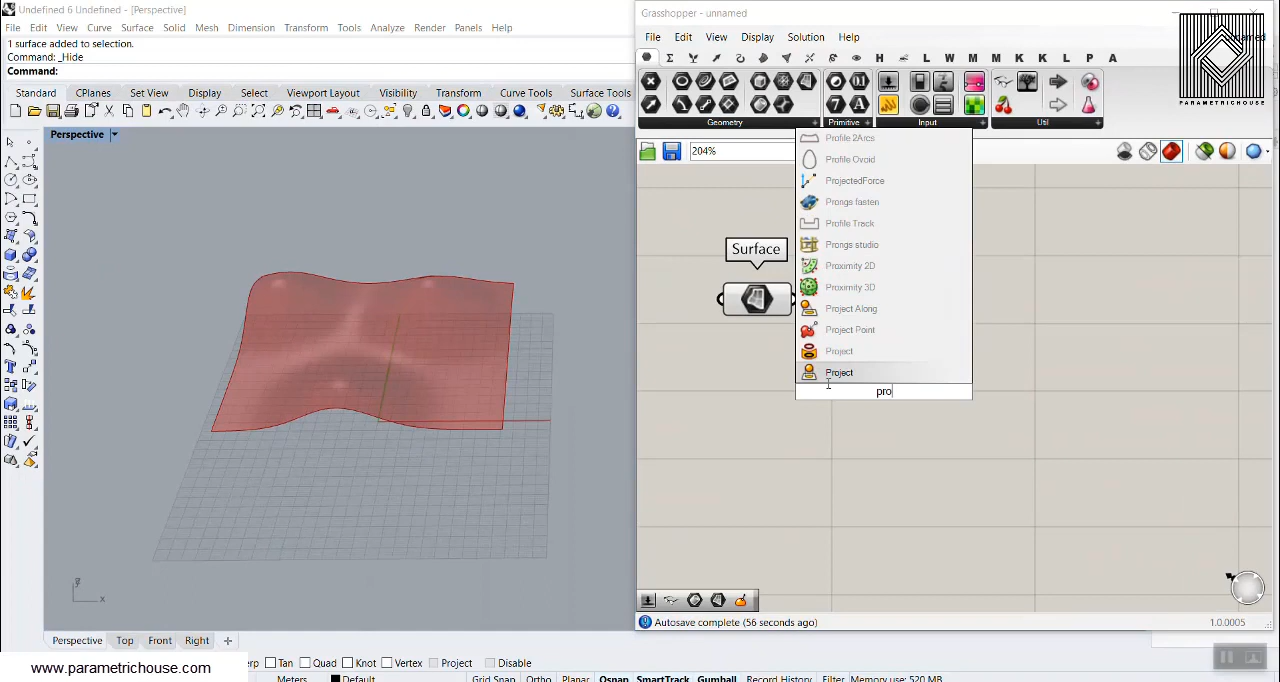 Undefined 6 Undefined - [Perspective]
File Edit View Curve Surface Solid Mesh Dimension Transform Tools Analyze Render Panels Help
1 surface added to selection.
Command: _Hide
Command:
Standard CPlanes Set View Display Select Viewport Layout Visibility Transform Curve Tools Surface Tools
Perspective
y
x
Perspective Top Front Right
Tan Quad Knot Vertex Project Disable
Meters Default Grid Snap Ortho Planar Osnap SmartTrack Gumball Record History Filter Memory use: 520 MB
www.parametrichouse.com
Grasshopper - unnamed
File Edit View Display Solution Help
H L W M M K K L P A
Geometry Primitive Input Util
204%
PARAMETRICHOUSE
Surface
Profile 2Arcs
Profile Ovoid
ProjectedForce
Prongs fasten
Profile Track
Prongs studio
Proximity 2D
Proximity 3D
Project Along
Project Point
Project
Project
pro
Autosave complete (56 seconds ago)
1.0.0005